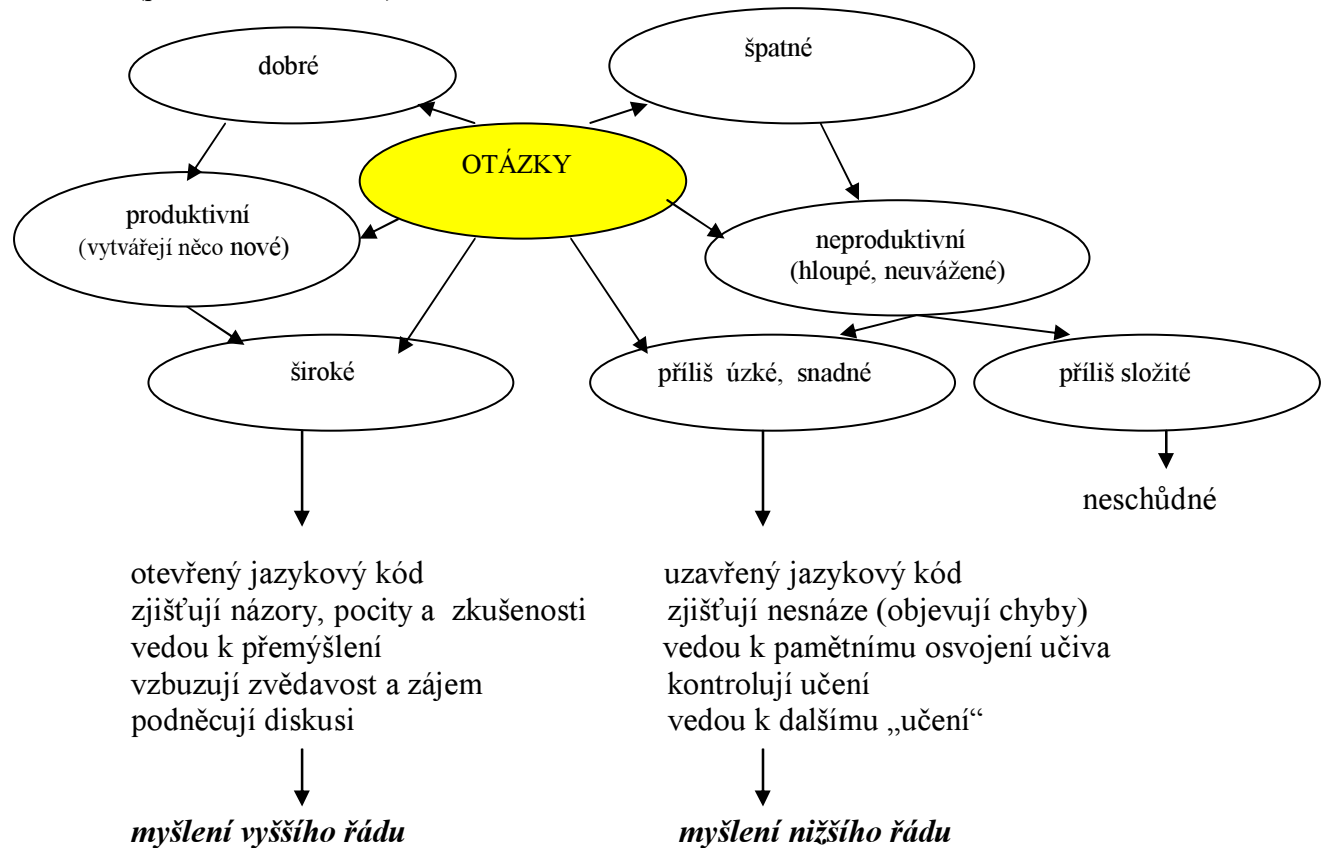 dobré
špatné
OTÁZKY
produktivní
(vytvářejí něco nové)
neproduktivní
(hloupé, neuvážené)
široké
příliš úzké, snadné
příliš složité
neschůdné
otevřený jazykový kód
zjišťují názory, pocity a zkušenosti
vedou k přemýšlení
vzbuzují zvědavost a zájem
podněcují diskusi
uzavřený jazykový kód
zjišťují nesnáze (objevují chyby)
vedou k pamětnímu osvojení učiva
kontrolují učení
vedou k dalšímu „učení“
myšlení vyššího řádu
myšlení nižšího řádu